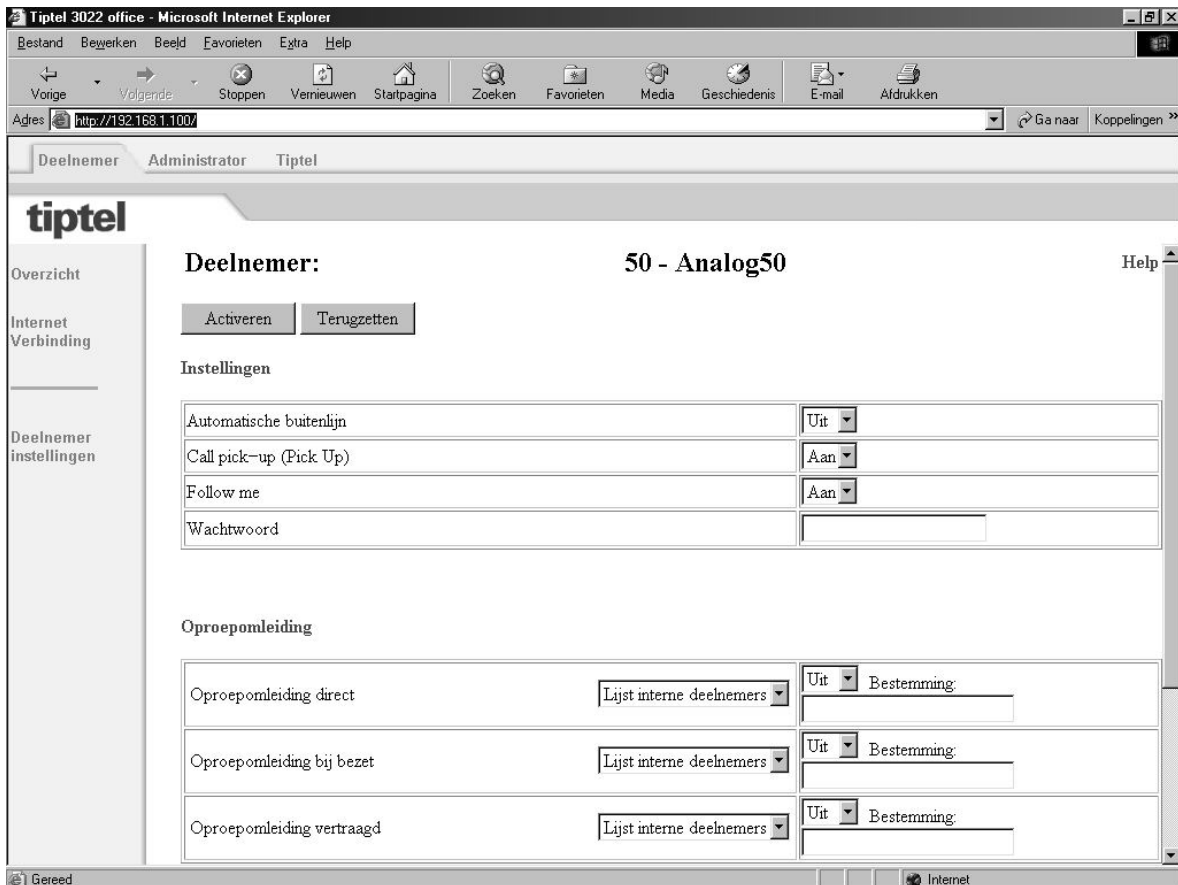 Tiptel 3022 office - Microsoft Internet Explorer
Bestand Bewerken Beeld Favorieten Extra Help
Vorige Volgende Stoppen Vernieuwen Startpagina Zoeken Favorieten Media Geschiedenis E-mail Afdrukken
Adres http://192.168.1.100/ Ga naar Koppelingen »
Deelnemer Administrator Tiptel
tiptel
Overzicht
Internet
Verbinding
Deelnemer
instellingen
Deelnemer: 50 - Analog50 Help
Activeren Terugzetten
Instellingen
Automatische buitenlijn Uit
Call pick-up (Pick Up) Aan
Follow me Aan
Wachtwoord
Oproepomleiding
Oproepomleiding direct Lijst interne deelnemers Uit Bestemming:
Oproepomleiding bij bezet Lijst interne deelnemers Uit Bestemming:
Oproepomleiding vertraagd Lijst interne deelnemers Uit Bestemming:
Gereed Internet